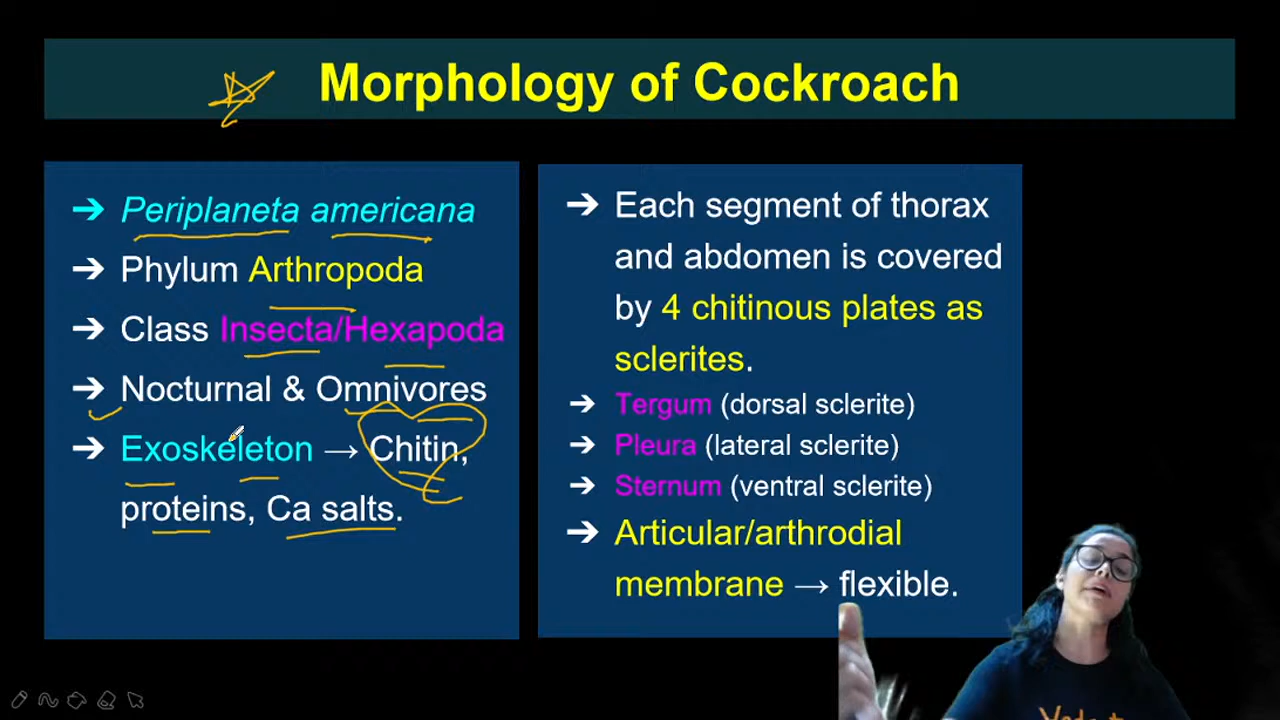 Morphology of Cockroach
➔ Periplaneta americana
➔ Phylum Arthropoda
➔ Class Insecta/Hexapoda
➔ Nocturnal & Omnivores
➔ Exoskeleton → Chitin,
proteins, Ca salts.
➔ Each segment of thorax
and abdomen is covered
by 4 chitinous plates as
sclerites.
➔ Tergum (dorsal sclerite)
➔ Pleura (lateral sclerite)
➔ Sternum (ventral sclerite)
➔ Articular/arthrodial
membrane → flexible.